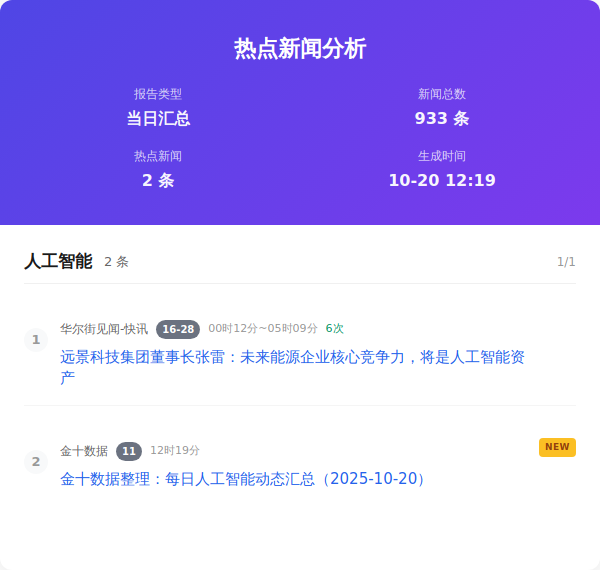 热点新闻分析
报告类型
新闻总数
当日汇总
933 条
热点新闻
生成时间
2 条
10-20 12:19
人工智能 2 条 1/1
1 华尔街见闻-快讯 16-28 00时12分~05时09分 6次
远景科技集团董事长张雷：未来能源企业核心竞争力，将是人工智能资
产
2 金十数据 11 12时19分 NEW
金十数据整理：每日人工智能动态汇总（2025-10-20）